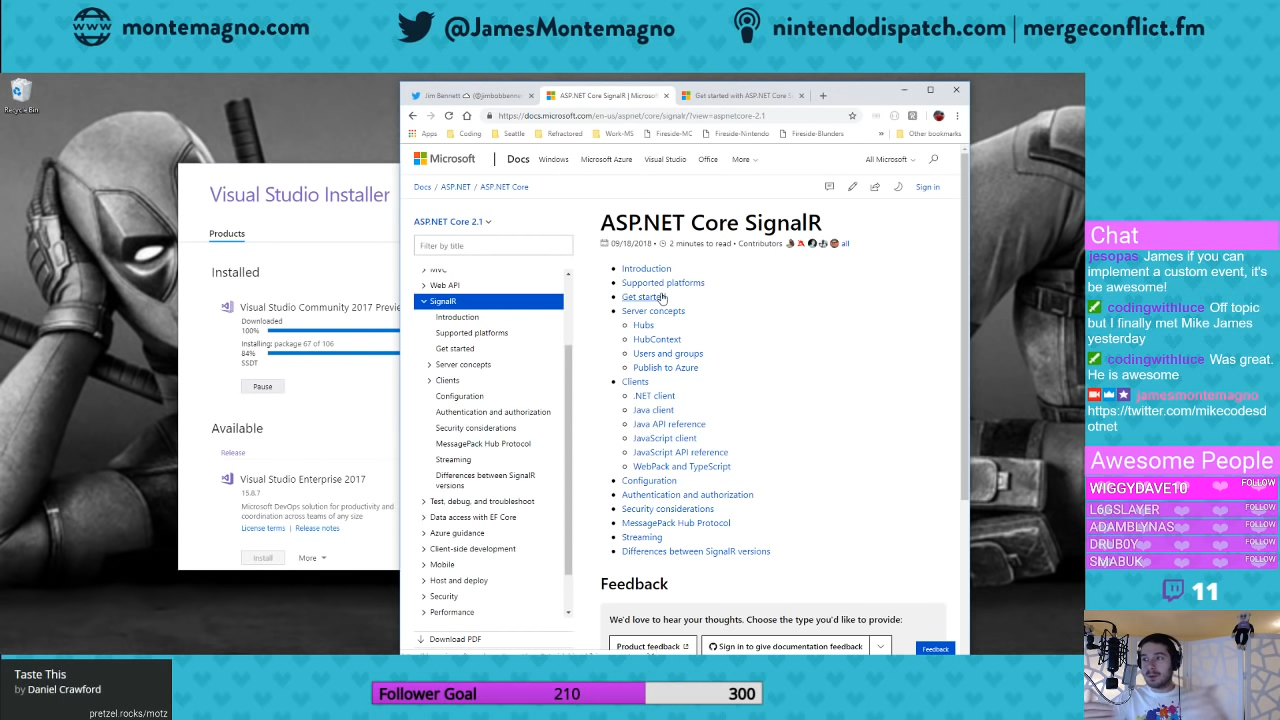 montemagno.com
@JamesMontemagno
nintendodispatch.com | mergeconflict.fm
Recycle Bin
Visual Studio Installer
Products
Installed
Visual Studio Community 2017 Previe
Downloaded
100%
Installing: package 67 of 106
84%
SSDT
Pause
Available
Release
Visual Studio Enterprise 2017
15.8.7
Microsoft DevOps solution for productivity and
coordination across teams of any size
License terms | Release notes
Install
More
Jim Bennett
ASP.NET Core SignalR | Microso
Get started with ASP.NET Core S
https://docs.microsoft.com/en-us/aspnet/core/signalr/?view=aspnetcore-2.1
Apps
Coding
Seattle
Refractored
Work-MS
Fireside-MC
Fireside-Nintendo
Fireside-Blunders
»
Other bookmarks
Microsoft
Docs
Windows
Microsoft Azure
Visual Studio
Office
More
All Microsoft
Docs / ASP.NET / ASP.NET Core
Sign in
ASP.NET Core 2.1
Filter by title
MVC
Web API
SignalR
Introduction
Supported platforms
Get started
Server concepts
Clients
Configuration
Authentication and authorization
Security considerations
MessagePack Hub Protocol
Streaming
Differences between SignalR
versions
Test, debug, and troubleshoot
Data access with EF Core
Azure guidance
Client-side development
Mobile
Host and deploy
Security
Performance
Download PDF
ASP.NET Core SignalR
09/18/2018 • 2 minutes to read • Contributors all
• Introduction
• Supported platforms
• Get started
• Server concepts
○ Hubs
○ HubContext
○ Users and groups
○ Publish to Azure
• Clients
○ .NET client
○ Java client
○ Java API reference
○ JavaScript client
○ JavaScript API reference
○ WebPack and TypeScript
• Configuration
• Authentication and authorization
• Security considerations
• MessagePack Hub Protocol
• Streaming
• Differences between SignalR versions
Feedback
We'd love to hear your thoughts. Choose the type you'd like to provide:
Product feedback
Sign in to give documentation feedback
Feedback
Chat
jesopas James if you can
implement a custom event, it's
be awesome!
codingwithluce Off topic
but I finally met Mike James
yesterday
codingwithluce Was great.
He is awesome
jamesmontemagno
https://twitter.com/mikecodesd
otnet
Awesome People
WIGGYDAVE10 FOLLOW
L6GSLAYER FOLLOW
ADAMBLYNAS FOLLOW
DRUB0Y FOLLOW
SMABUK FOLLOW
11
Taste This
by Daniel Crawford
pretzel.rocks/motz
Follower Goal 210 300